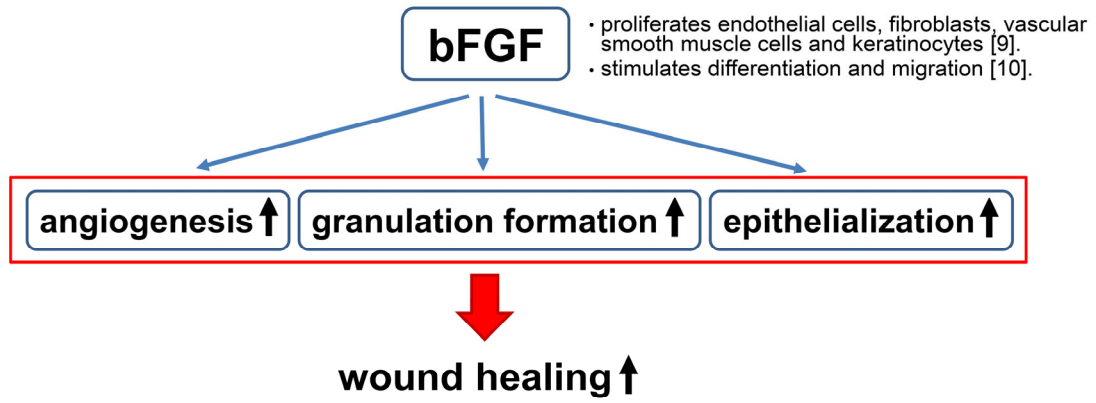 bFGF
• proliferates endothelial cells, fibroblasts, vascular
smooth muscle cells and keratinocytes [9].
• stimulates differentiation and migration [10].
angiogenesis
granulation formation
epithelialization
wound healing